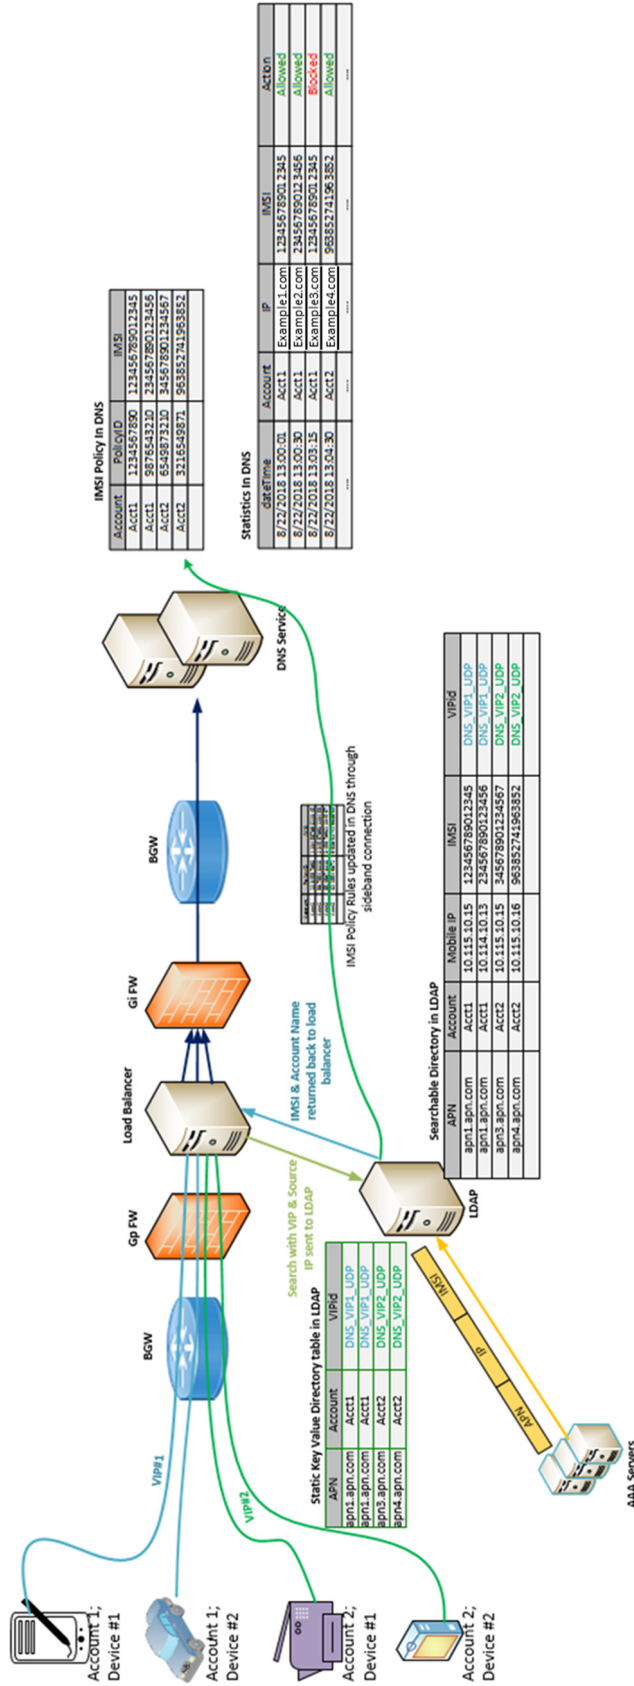 IMSI Policy In DNS
Account PolicyID IMSI
Acct1 1234567890 123456789012345
Acct1 9876543210 234567890123456
Acct2 6549873210 345678901234567
Acct2 3216549871 963852741963852
Statistics In DNS
dateTime Account IP IMSI Action
8/22/2018 13:00:01 Acct1 Example1.com 123456789012345 Allowed
8/22/2018 13:00:30 Acct1 Example2.com 234567890123456 Allowed
8/22/2018 13:03:15 Acct1 Example3.com 123456789012345 Blocked
8/22/2018 13:04:30 Acct2 Example4.com 963852741963852 Allowed
.... .... .... .... ....
Account 1;
Device #1
Account 1;
Device #2
Account 2;
Device #1
Account 2;
Device #2
VIP#1
VIP#2
BGW
Gp FW
Load Balancer
Gi FW
BGW
DNS Service
Search with VIP & Source
IP sent to LDAP
IMSI & Account Name
returned back to load
balancer
IMSI Policy Rules updated in DNS through
sideband connection
Static Key Value Directory table in LDAP
APN Account VIPid
apn1.apn.com Acct1 DNS_VIP1_UDP
apn1.apn.com Acct1 DNS_VIP1_UDP
apn3.apn.com Acct2 DNS_VIP2_UDP
apn4.apn.com Acct2 DNS_VIP2_UDP
LDAP
Searchable Directory in LDAP
APN Account Mobile IP IMSI VIPid
apn1.apn.com Acct1 10.115.10.15 123456789012345 DNS_VIP1_UDP
apn1.apn.com Acct1 10.114.10.13 234567890123456 DNS_VIP1_UDP
apn3.apn.com Acct2 10.115.10.15 345678901234567 DNS_VIP2_UDP
apn4.apn.com Acct2 10.115.10.16 963852741963852 DNS_VIP2_UDP
APN IP IMSI
AAA Servers